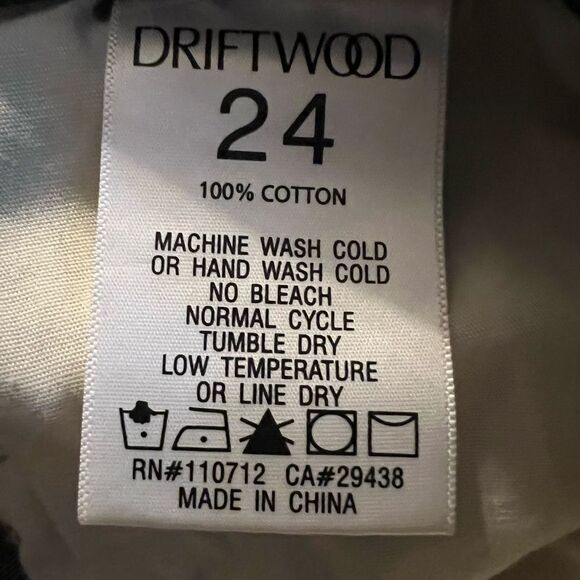 DRIFTWOOD
24
100% COTTON
MACHINE WASH COLD
OR HAND WASH COLD
NO BLEACH
NORMAL CYCLE
TUMBLE DRY
LOW TEMPERATURE
OR LINE DRY
RN#110712 CA#29438
MADE IN CHINA